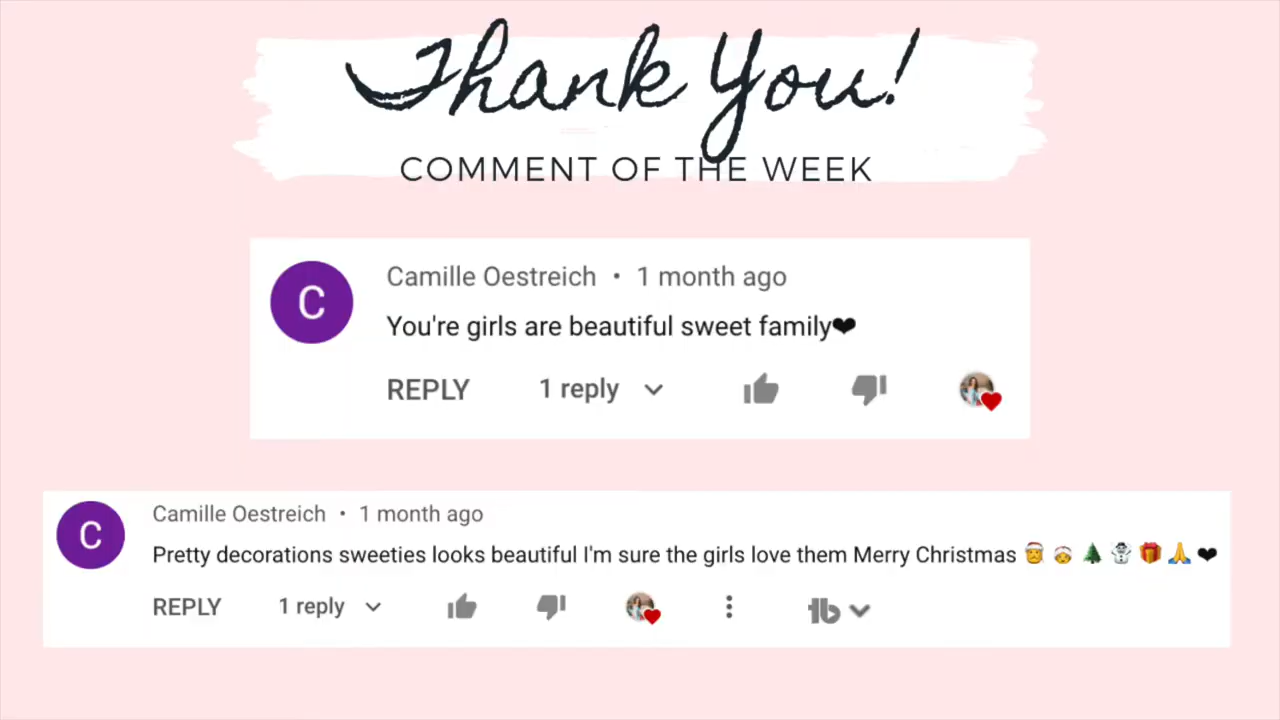 Thank You!
COMMENT OF THE WEEK
C
Camille Oestreich • 1 month ago
You're girls are beautiful sweet family❤
REPLY 1 reply
C
Camille Oestreich • 1 month ago
Pretty decorations sweeties looks beautiful I'm sure the girls love them Merry Christmas 🎅 🤶 🎄 ☃ 🎁 🙏 ❤
REPLY 1 reply tb